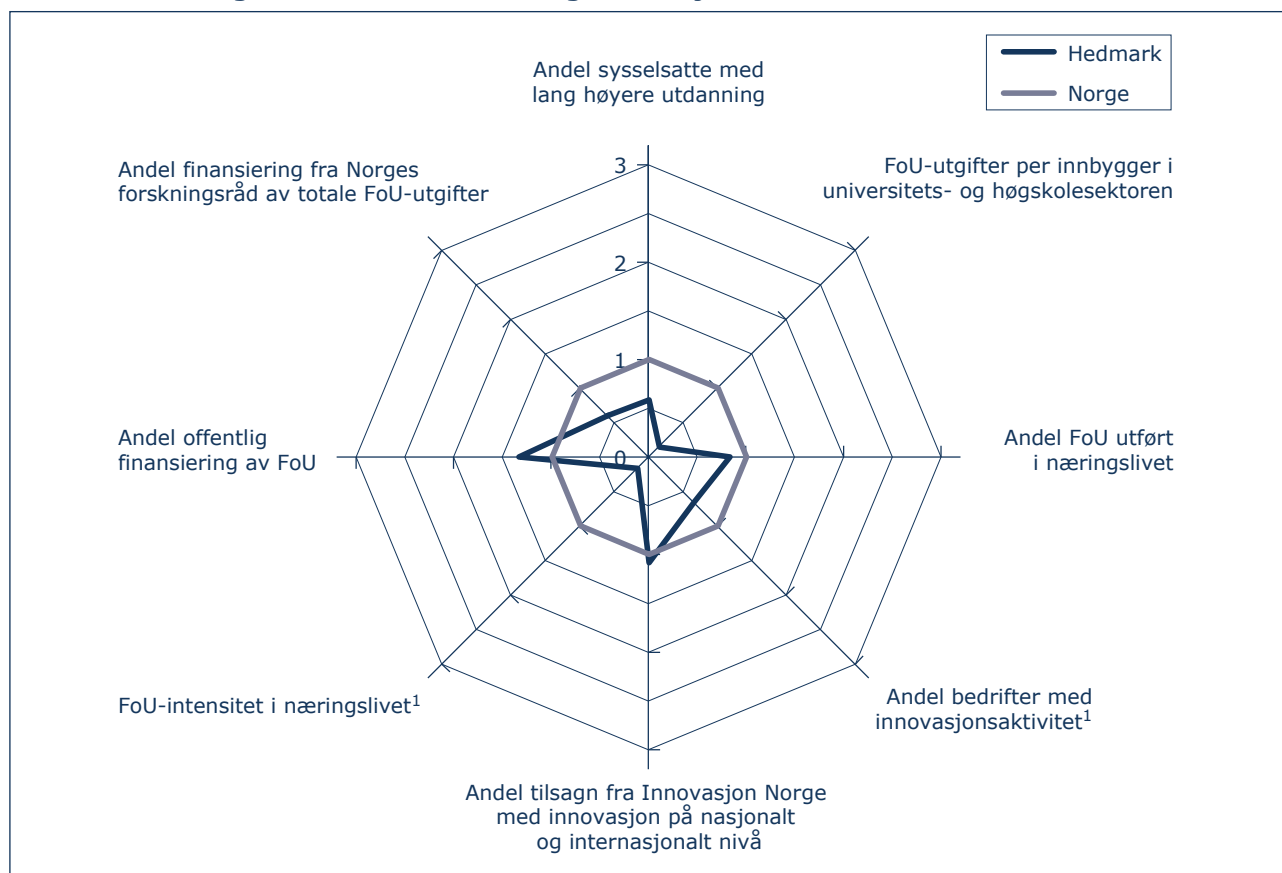 Hedmark
Norge
Andel sysselsatte med
lang høyere utdanning
FoU-utgifter per innbygger i
universitets- og høgskolesektoren
Andel FoU utført
i næringslivet
Andel bedrifter med
innovasjonsaktivitet¹
Andel tilsagn fra Innovasjon Norge
med innovasjon på nasjonalt
og internasjonalt nivå
FoU-intensitet i næringslivet¹
Andel offentlig
finansiering av FoU
Andel finansiering fra Norges
forskningsråd av totale FoU-utgifter
3
2
1
0